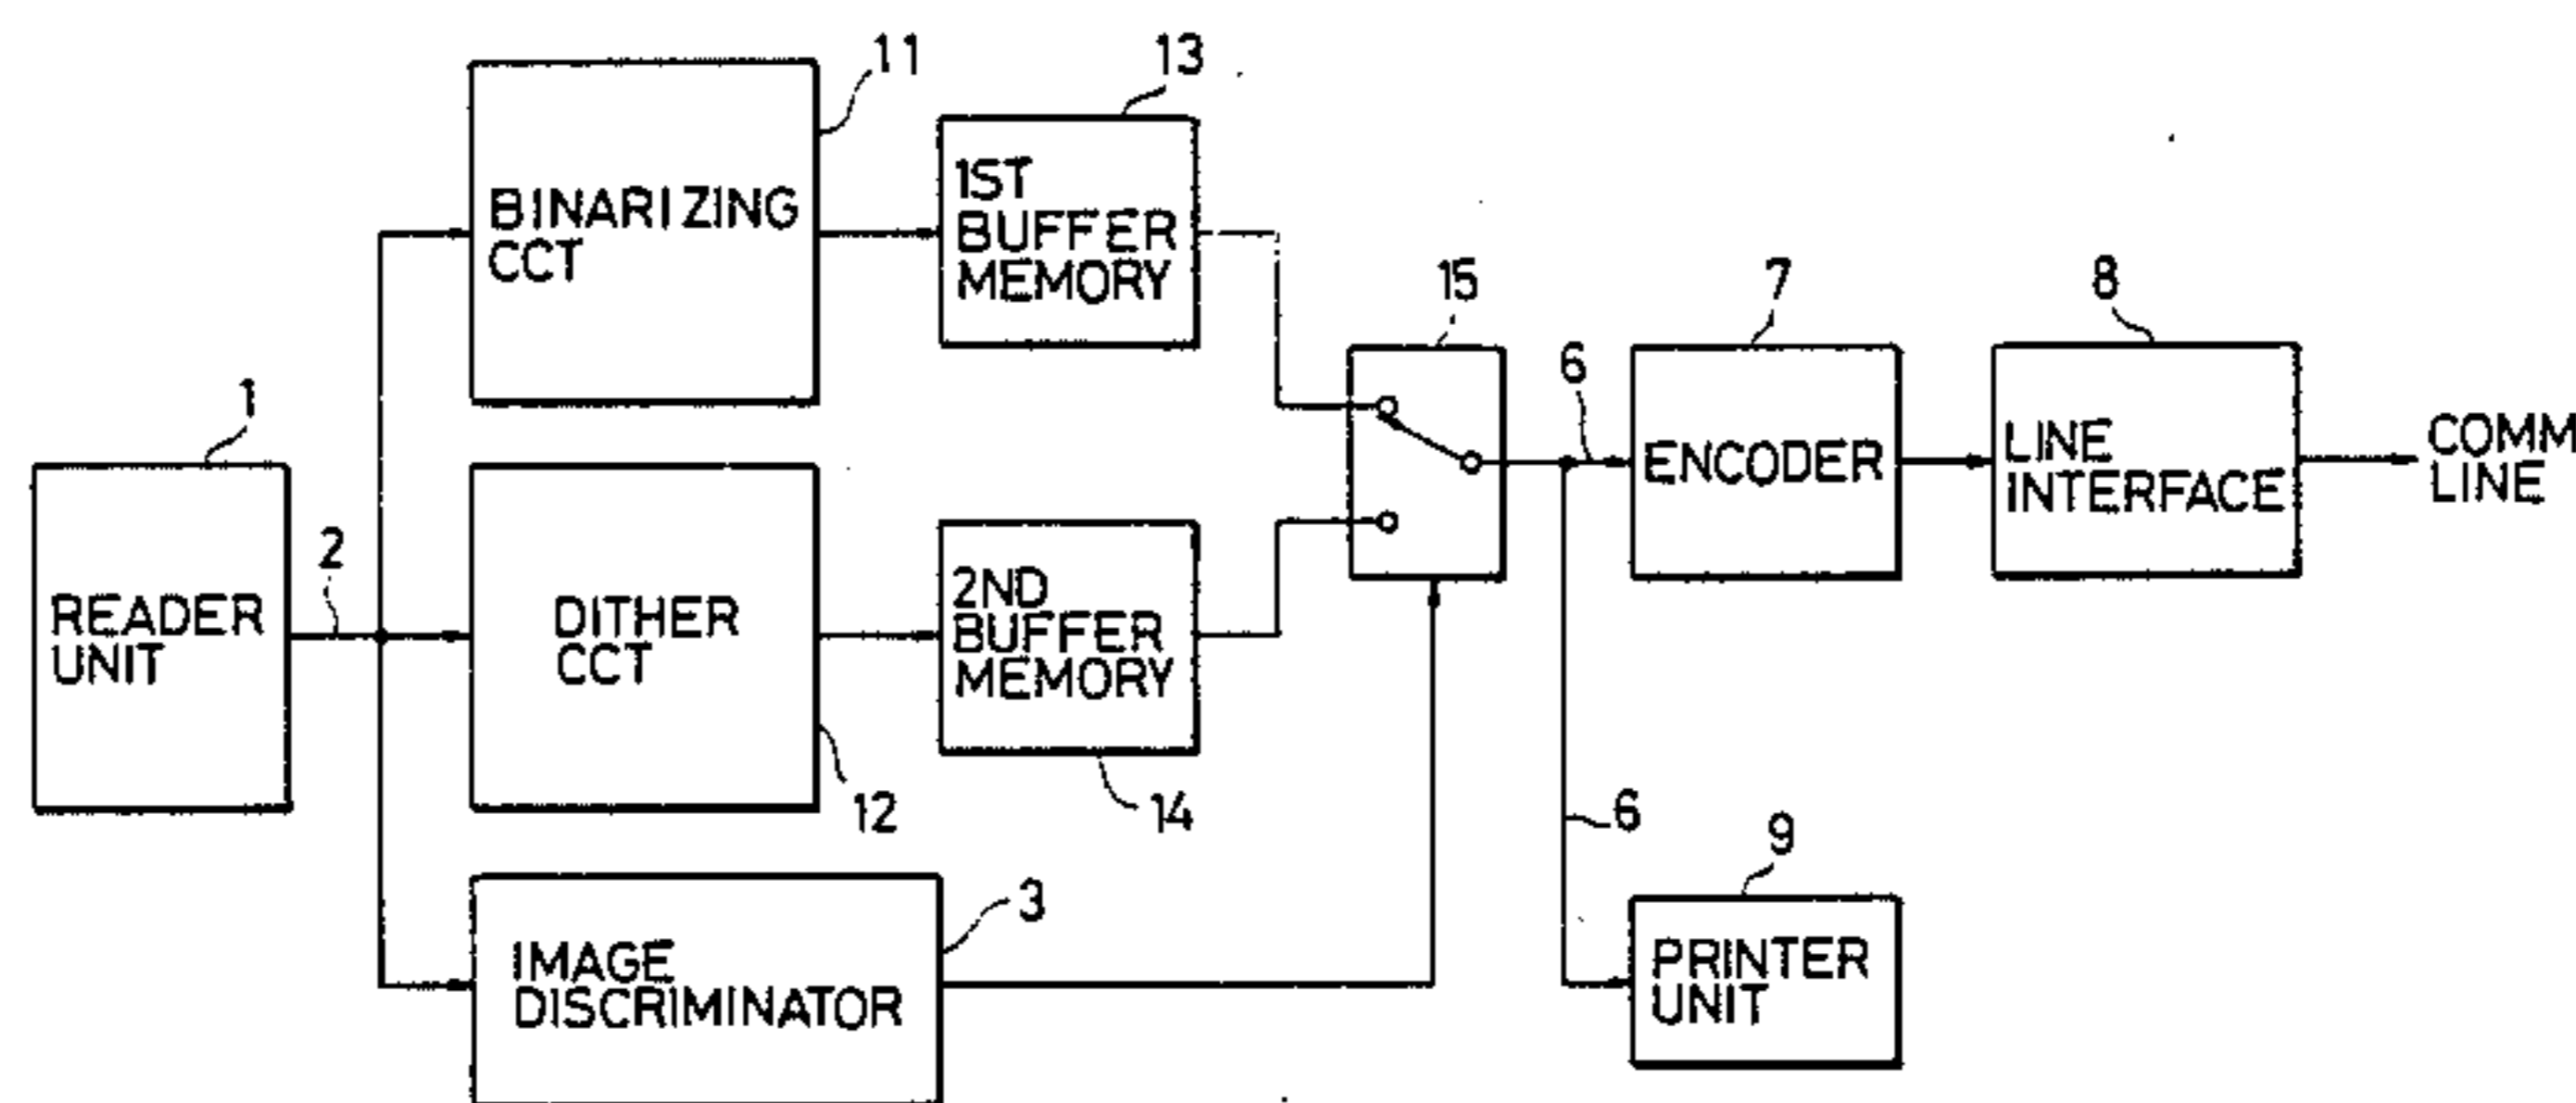 11
13
BINARIZING
CCT
1ST
BUFFER
MEMORY
15
6
7
8
1
2
READER
UNIT
DITHER
CCT
2ND
BUFFER
MEMORY
ENCODER
LINE
INTERFACE
COMM
LINE
12
14
6
9
3
IMAGE
DISCRIMINATOR
PRINTER
UNIT